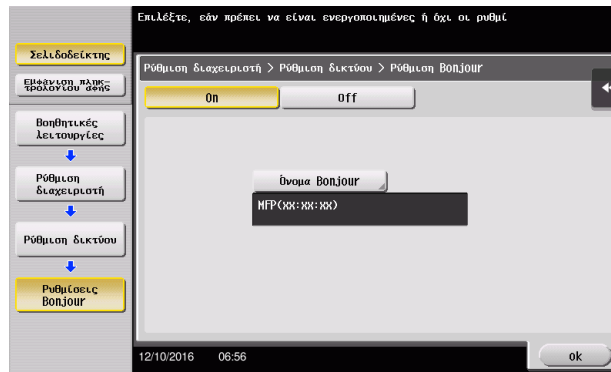 Επιλέξτε, εάν πρέπει να είναι ενεργοποιημένες ή όχι οι ρυθμί
Σελιδοδείκτης
Εμφάνιση πληκ-
τρολογίου αφής
Βοηθητικές
λειτουργίες
Ρύθμιση
διαχειριστή
Ρύθμιση δικτύου
Ρυθμίσεις
Bonjour
Ρύθμιση διαχειριστή > Ρύθμιση δικτύου > Ρύθμιση Bonjour
On
Off
Όνομα Bonjour
MFP(xx:xx:xx)
12/10/2016 06:56
ok